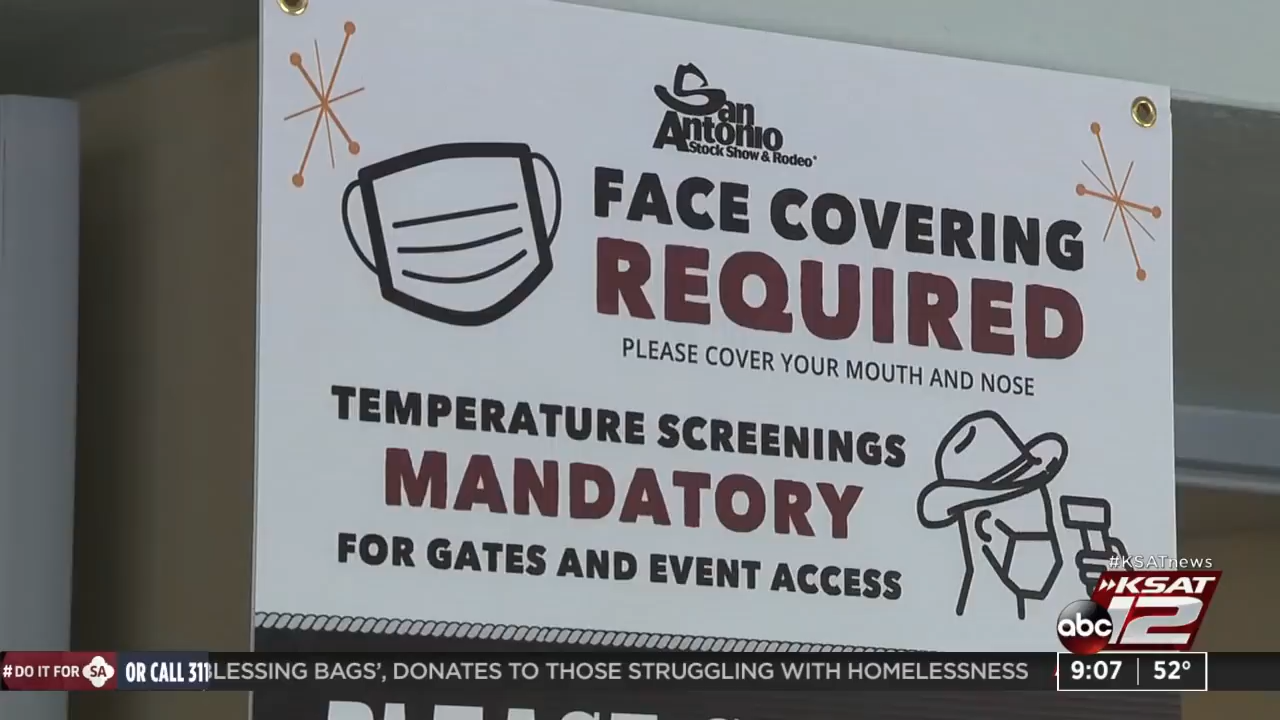 San
Antonio
Stock Show & Rodeo®
FACE COVERING
REQUIRED
PLEASE COVER YOUR MOUTH AND NOSE
TEMPERATURE SCREENINGS
MANDATORY
FOR GATES AND EVENT ACCESS
#KSATnews
KSAT
abc 12
#DO IT FOR SA OR CALL 311 BLESSING BAGS’, DONATES TO THOSE STRUGGLING WITH HOMELESSNESS
9:07 52°
PLEASE